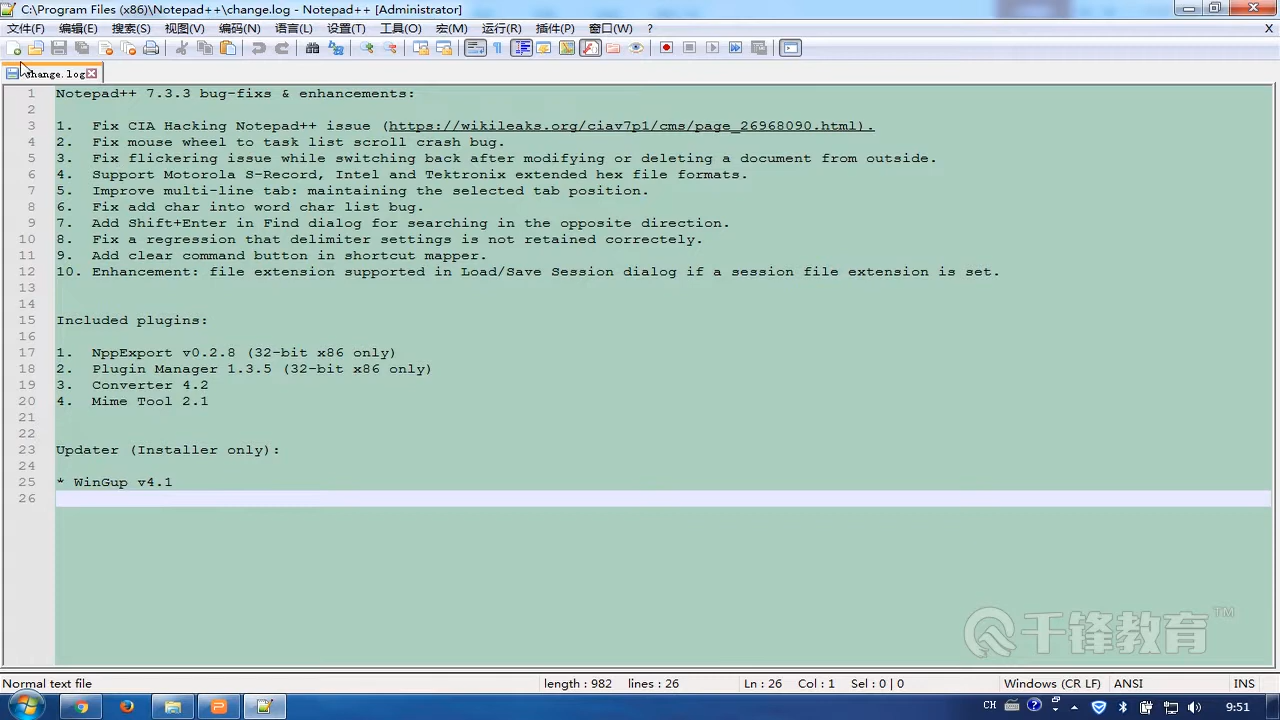 C:\Program Files (x86)\Notepad++\change.log - Notepad++ [Administrator]
文件(F) 编辑(E) 搜索(S) 视图(V) 编码(N) 语言(L) 设置(T) 工具(O) 宏(M) 运行(R) 插件(P) 窗口(W) ? X
change.log
1 Notepad++ 7.3.3 bug-fixs & enhancements:
2
3 1. Fix CIA Hacking Notepad++ issue (https://wikileaks.org/ciav7p1/cms/page_26968090.html).
4 2. Fix mouse wheel to task list scroll crash bug.
5 3. Fix flickering issue while switching back after modifying or deleting a document from outside.
6 4. Support Motorola S-Record, Intel and Tektronix extended hex file formats.
7 5. Improve multi-line tab: maintaining the selected tab position.
8 6. Fix add char into word char list bug.
9 7. Add Shift+Enter in Find dialog for searching in the opposite direction.
10 8. Fix a regression that delimiter settings is not retained correctely.
11 9. Add clear command button in shortcut mapper.
12 10. Enhancement: file extension supported in Load/Save Session dialog if a session file extension is set.
13
14
15 Included plugins:
16
17 1. NppExport v0.2.8 (32-bit x86 only)
18 2. Plugin Manager 1.3.5 (32-bit x86 only)
19 3. Converter 4.2
20 4. Mime Tool 2.1
21
22
23 Updater (Installer only):
24
25 * WinGup v4.1
26
千锋教育 TM
Normal text file length : 982 lines : 26 Ln : 26 Col : 1 Sel : 0 | 0 Windows (CR LF) ANSI INS
CH 9:51